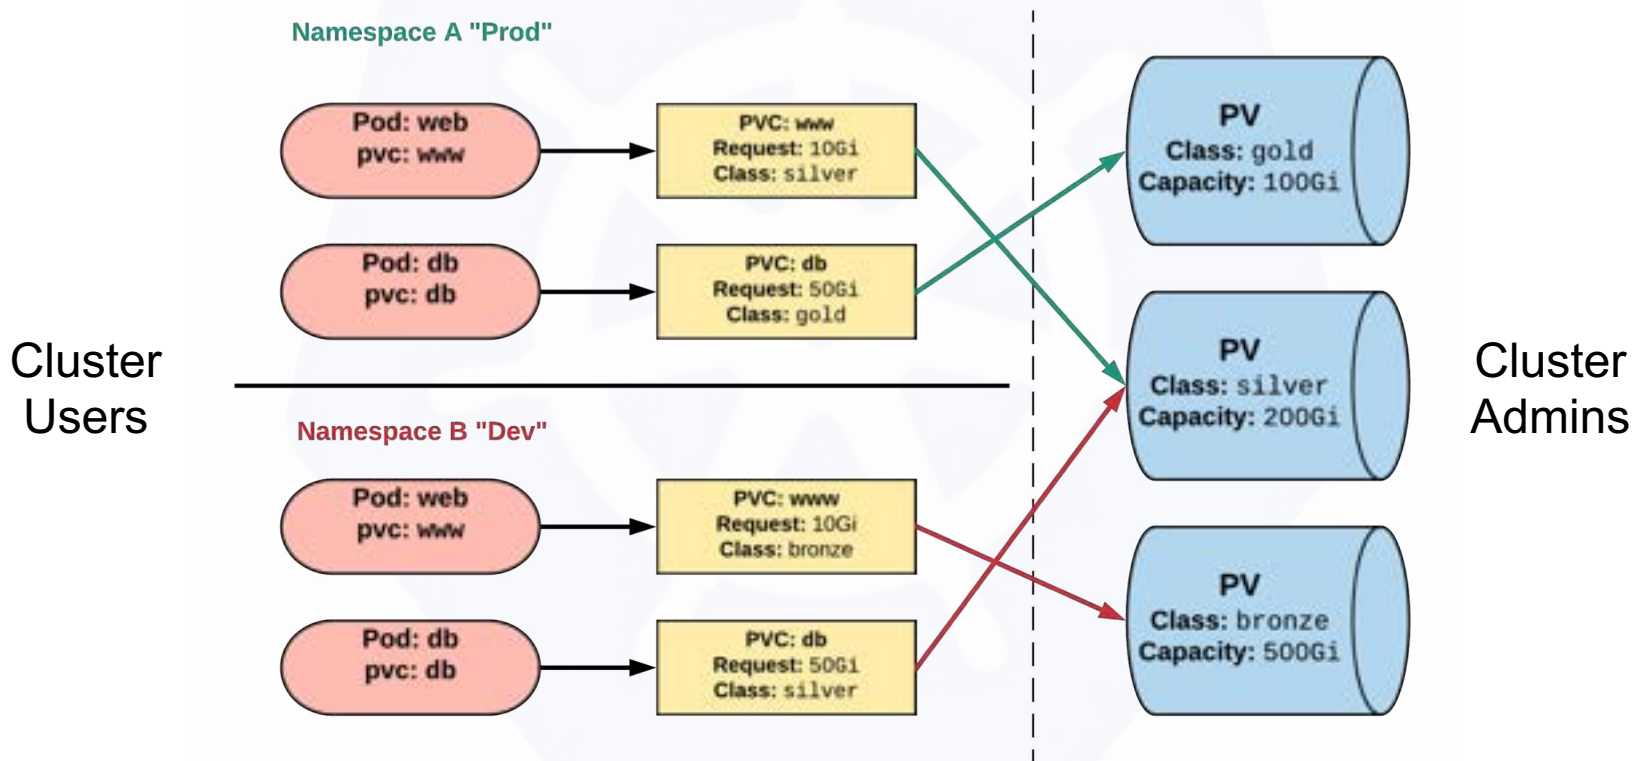 Namespace A "Prod"
Pod: web
pvc: www
PVC: www
Request: 10Gi
Class: silver
Pod: db
pvc: db
PVC: db
Request: 50Gi
Class: gold
Cluster
Users
Namespace B "Dev"
Pod: web
pvc: www
PVC: www
Request: 10Gi
Class: bronze
Pod: db
pvc: db
PVC: db
Request: 50Gi
Class: silver
PV
Class: gold
Capacity: 100Gi
PV
Class: silver
Capacity: 200Gi
PV
Class: bronze
Capacity: 500Gi
Cluster
Admins